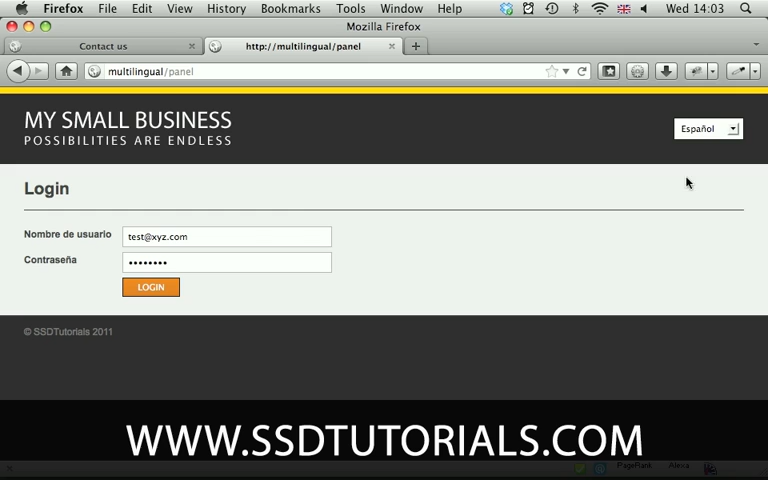 Firefox File Edit View History Bookmarks Tools Window Help Wed 14:03
Mozilla Firefox
Contact us http://multilingual/panel
multilingual/panel
MY SMALL BUSINESS
POSSIBILITIES ARE ENDLESS
Español
Login
Nombre de usuario test@xyz.com
Contraseña ••••••••
LOGIN
© SSDTutorials 2011
WWW.SSDTUTORIALS.COM
PageRank Alexa